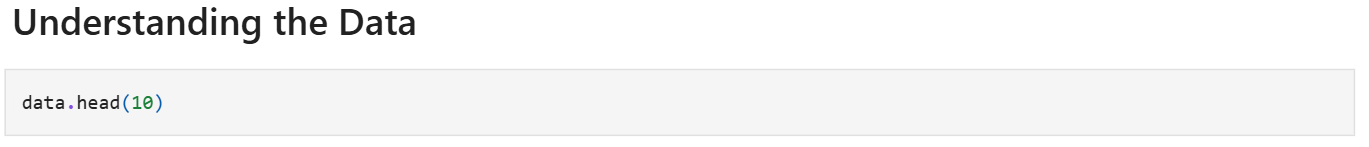 Understanding the Data
data.head(10)